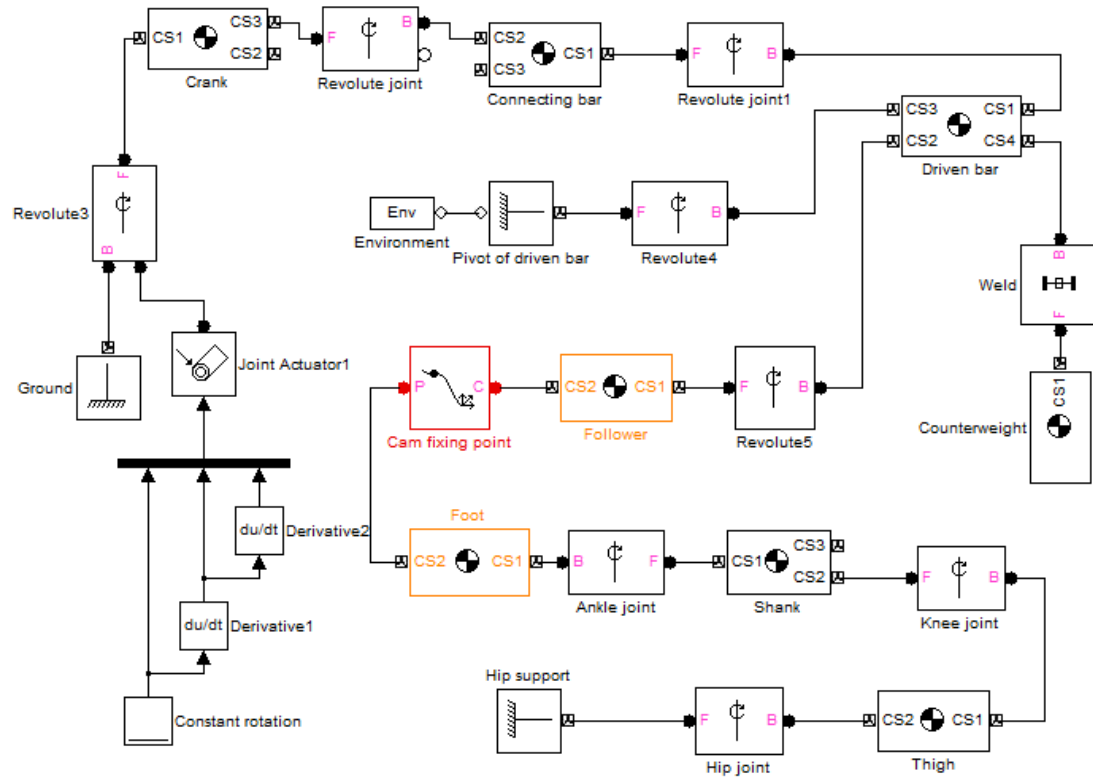 CS1 CS3
CS2
Crank
F B
Revolute joint
CS2 CS1
CS3
Connecting bar
F B
Revolute joint1
CS3 CS1
CS2 CS4
Driven bar
F
Revolute3
B
Env
Environment
Pivot of driven bar
F B
Revolute4
B
Weld
F
Ground
Joint Actuator1
P C
Cam fixing point
CS2 CS1
Follower
F B
Revolute5
CS1
Counterweight
du/dt
Derivative2
Foot
CS2 CS1
B F
Ankle joint
CS1 CS3
CS2
Shank
F B
Knee joint
du/dt
Derivative1
Constant rotation
Hip support
F B
Hip joint
CS2 CS1
Thigh